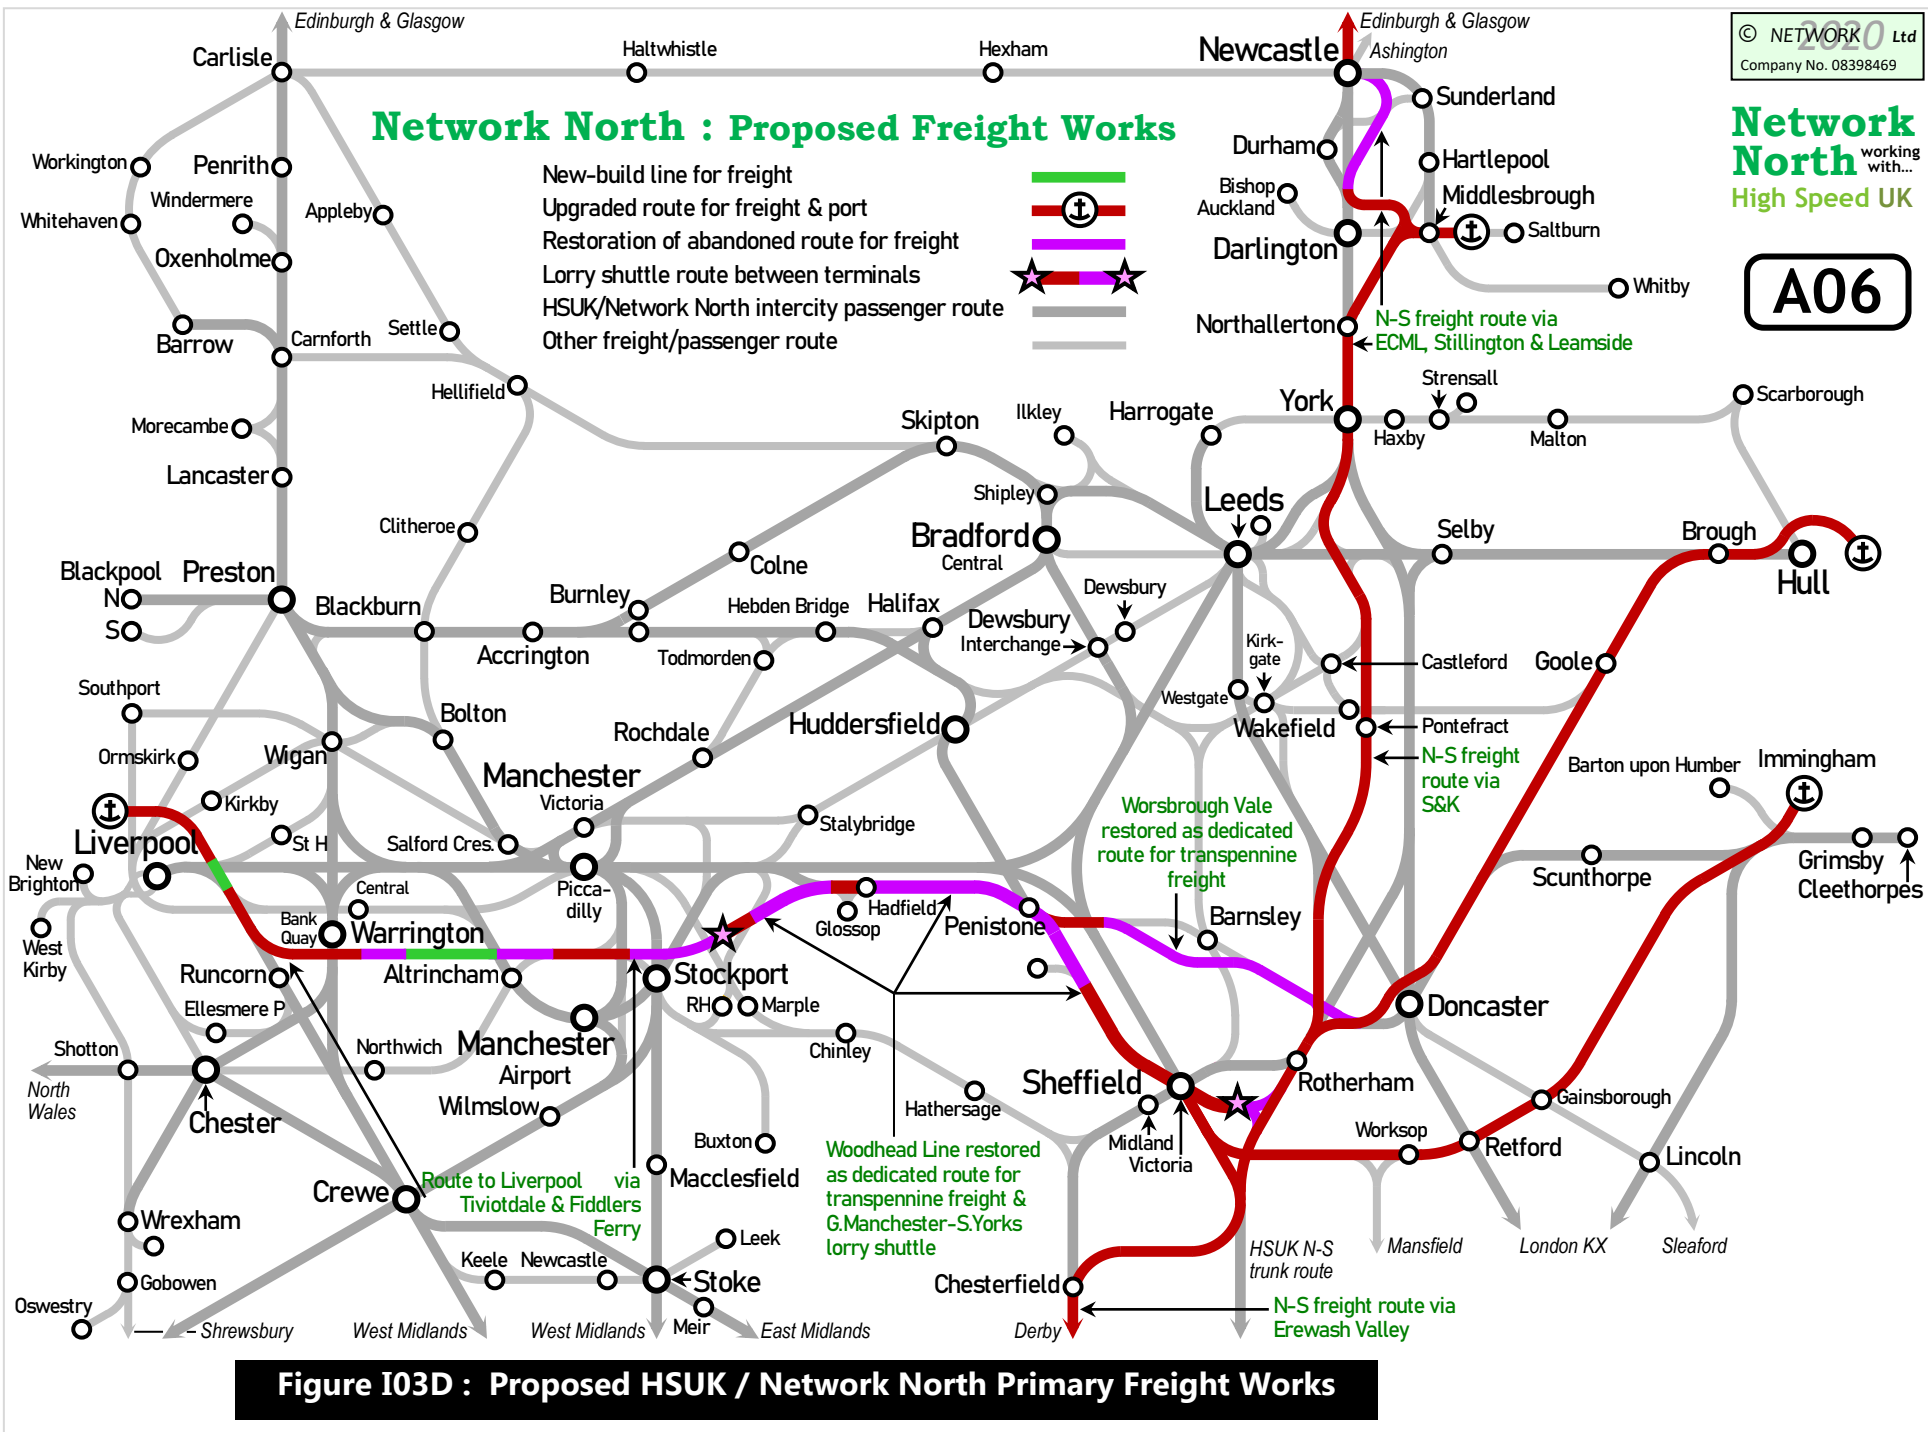 Edinburgh & Glasgow
Edinburgh & Glasgow
© NETWORK 2020 Ltd
Company No. 08398469
Carlisle
Haltwhistle
Hexham
Newcastle
Ashington
Sunderland
Network North : Proposed Freight Works
Network
North working
with...
High Speed UK
Workington
Penrith
Durham
Hartlepool
New-build line for freight
Windermere
Bishop
Auckland
Middlesbrough
Upgraded route for freight & port
Whitehaven
Appleby
Saltburn
Restoration of abandoned route for freight
Oxenholme
Darlington
Lorry shuttle route between terminals
Whitby
A06
HSUK/Network North intercity passenger route
Barrow
Carnforth
Settle
Northallerton
N-S freight route via
ECML, Stillington & Leamside
Other freight/passenger route
Hellifield
Strensall
Scarborough
Morecambe
Skipton
Ilkley
Harrogate
York
Haxby
Malton
Lancaster
Shipley
Leeds
Clitheroe
Bradford
Central
Selby
Brough
Hull
Blackpool
N
S
Preston
Colne
Blackburn
Burnley
Hebden Bridge
Halifax
Dewsbury
Dewsbury
Interchange
Accrington
Todmorden
Kirk-
gate
Castleford
Goole
Southport
Westgate
Bolton
Rochdale
Huddersfield
Wakefield
Pontefract
Ormskirk
Wigan
N-S freight
route via
S&K
Barton upon Humber
Immingham
Manchester
Victoria
Kirkby
Worsbrough Vale
restored as dedicated
route for transpennine
freight
Stalybridge
Liverpool
St H
Salford Cres.
New
Brighton
Grimsby
Cleethorpes
Scunthorpe
Central
Picca-
dilly
Hadfield
Glossop
Penistone
Barnsley
Bank
Quay
Warrington
West
Kirby
Runcorn
Altrincham
Stockport
Ellesmere P
RH
Marple
Doncaster
Shotton
Northwich
Manchester
Airport
Chinley
North
Wales
Sheffield
Rotherham
Chester
Wilmslow
Hathersage
Gainsborough
Midland
Victoria
Worksop
Retford
Buxton
Lincoln
Woodhead Line restored
as dedicated route for
transpennine freight &
G.Manchester-S.Yorks
lorry shuttle
Macclesfield
Crewe
Route to Liverpool via
Tiviotdale & Fiddlers
Ferry
Wrexham
Leek
HSUK N-S
trunk route
Mansfield
London KX
Sleaford
Keele
Newcastle
Stoke
Gobowen
Chesterfield
Oswestry
N-S freight route via
Erewash Valley
Shrewsbury
West Midlands
West Midlands
Meir
East Midlands
Derby
Figure I03D : Proposed HSUK / Network North Primary Freight Works